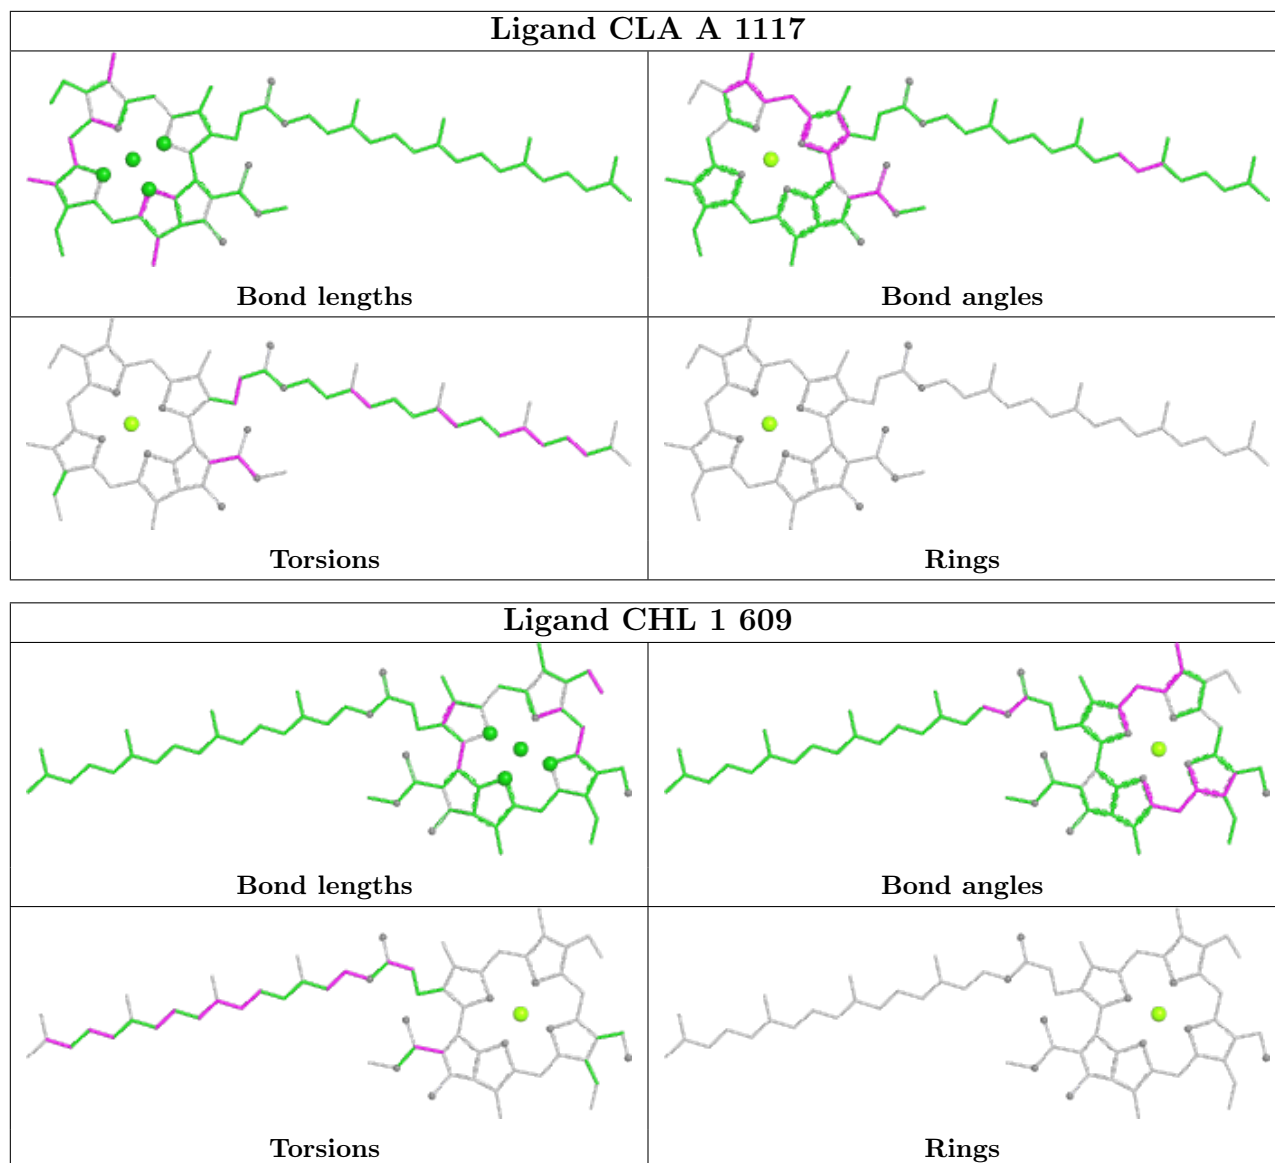 Ligand CLA A 1117
Bond lengths
Bond angles
Torsions
Rings
Ligand CHL 1 609
Bond lengths
Bond angles
Torsions
Rings